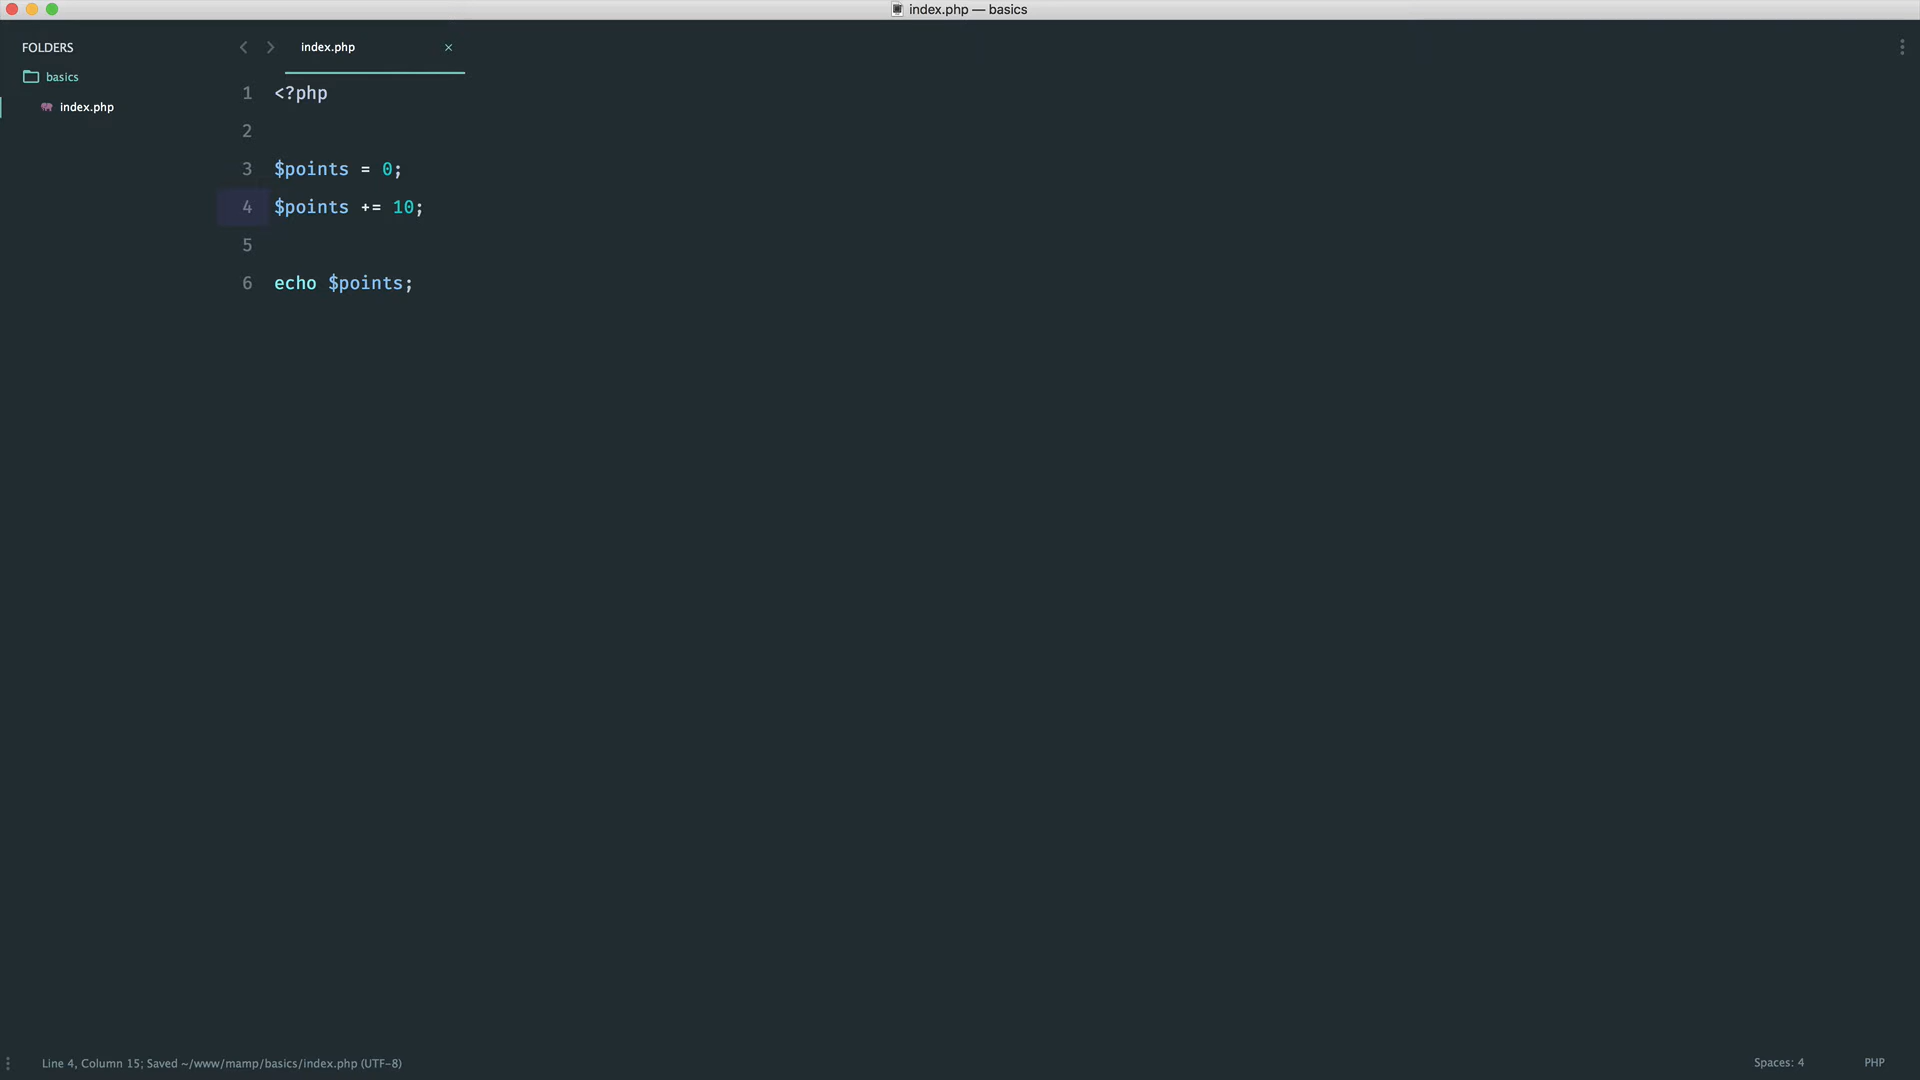 index.php — basics
FOLDERS
basics
index.php
index.php ×
1 <?php
2
3 $points = 0;
4 $points += 10;
5
6 echo $points;
Line 4, Column 15; Saved ~/www/mamp/basics/index.php (UTF-8)
Spaces: 4
PHP